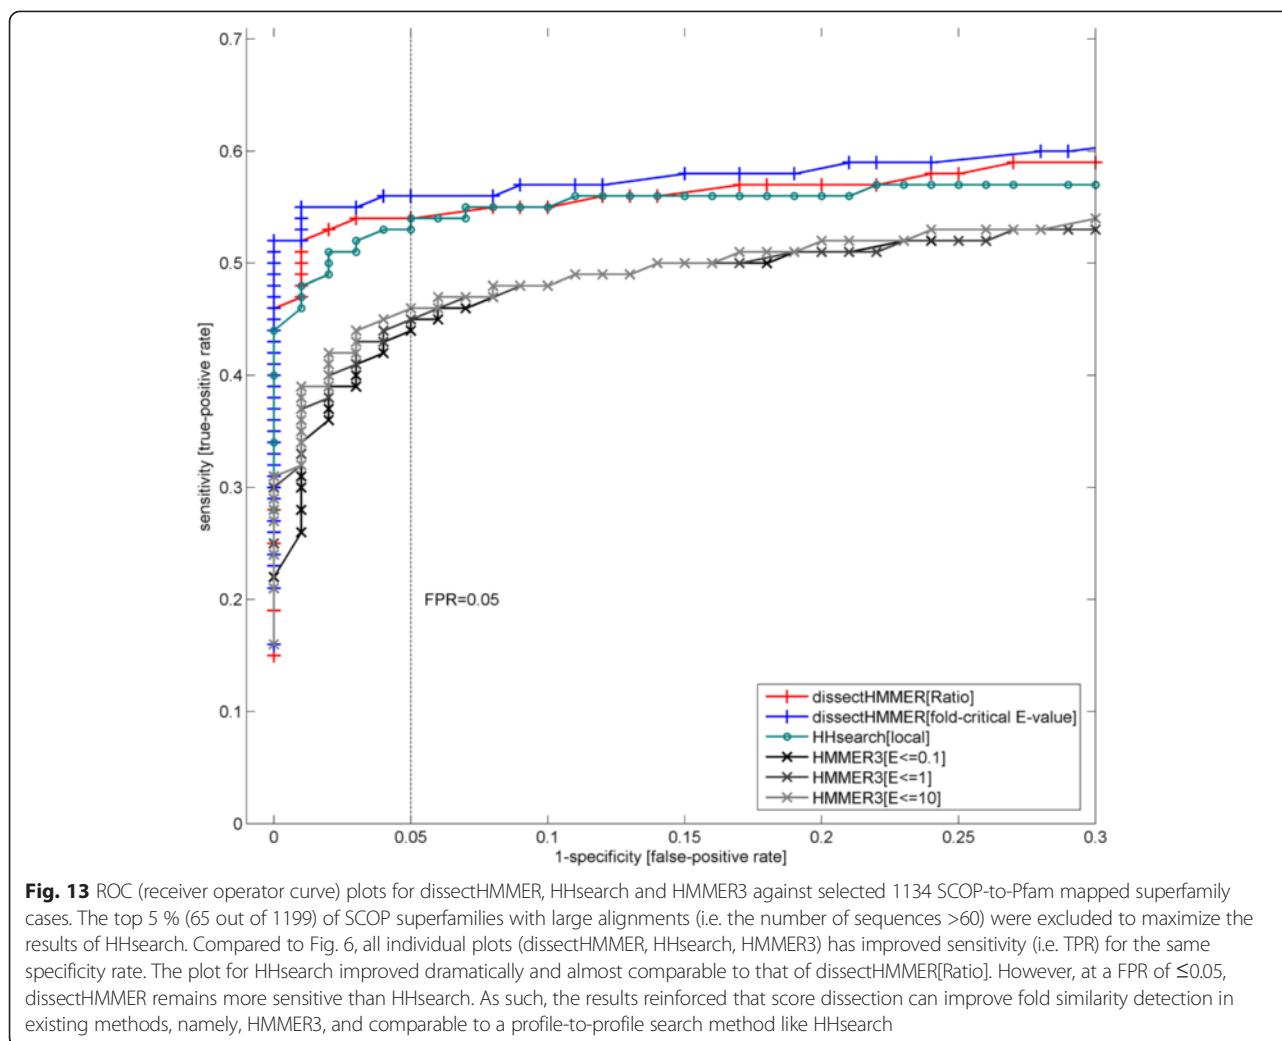 0.7
0.6
0.5
0.4
0.3
0.2
0.1
0
sensitivity [true-positive rate]
FPR=0.05
dissectHMMER[Ratio]
dissectHMMER[fold-critical E-value]
HHsearch[local]
HMMER3[E<=0.1]
HMMER3[E<=1]
HMMER3[E<=10]
0 0.05 0.1 0.15 0.2 0.25 0.3
1-specificity [false-positive rate]
Fig. 13 ROC (receiver operator curve) plots for dissectHMMER, HHsearch and HMMER3 against selected 1134 SCOP-to-Pfam mapped superfamily
cases. The top 5 % (65 out of 1199) of SCOP superfamilies with large alignments (i.e. the number of sequences >60) were excluded to maximize the
results of HHsearch. Compared to Fig. 6, all individual plots (dissectHMMER, HHsearch, HMMER3) has improved sensitivity (i.e. TPR) for the same
specificity rate. The plot for HHsearch improved dramatically and almost comparable to that of dissectHMMER[Ratio]. However, at a FPR of ≤0.05,
dissectHMMER remains more sensitive than HHsearch. As such, the results reinforced that score dissection can improve fold similarity detection in
existing methods, namely, HMMER3, and comparable to a profile-to-profile search method like HHsearch